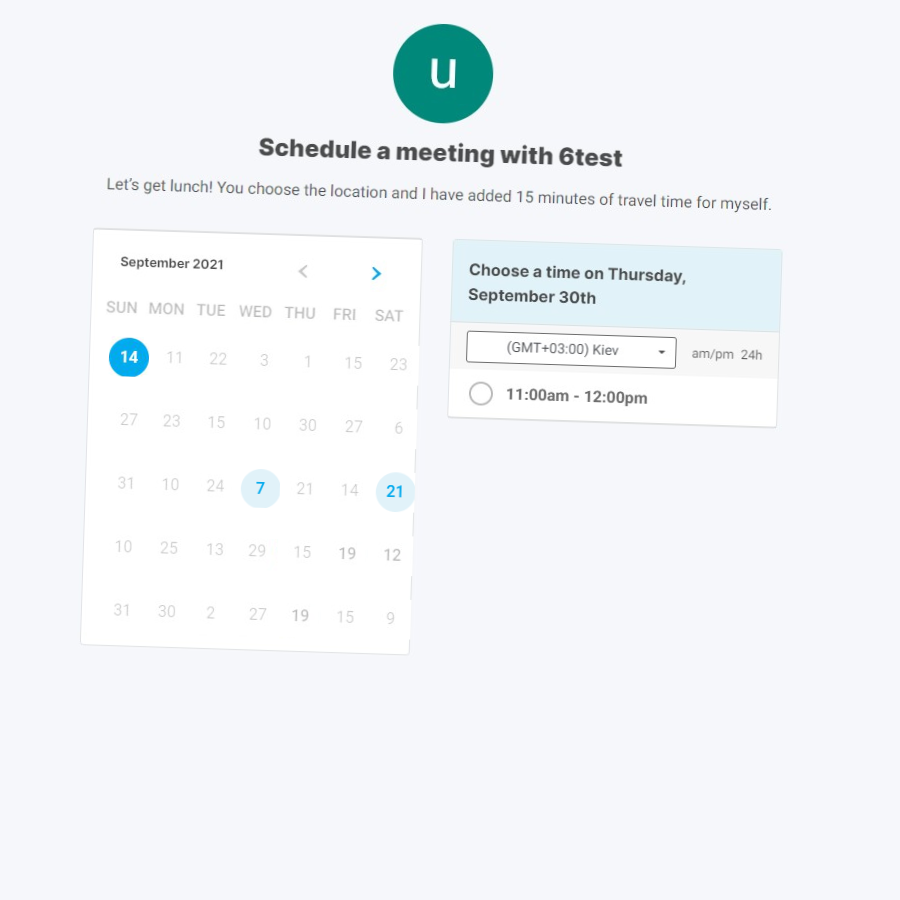 u
Schedule a meeting with 6test
Let's get lunch! You choose the location and I have added 15 minutes of travel time for myself.
September 2021
SUN MON TUE WED THU FRI SAT
14 11 22 3 1 15 23
27 23 15 10 30 27 6
31 10 24 7 21 14 21
10 25 13 29 15 19 12
31 30 2 27 19 15 9
Choose a time on Thursday,
September 30th
(GMT+03:00) Kiev am/pm 24h
11:00am - 12:00pm